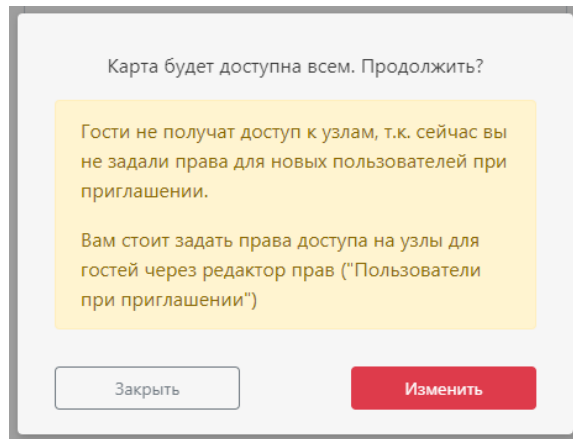 Карта будет доступна всем. Продолжить?
Гости не получат доступ к узлам, т.к. сейчас вы
не задали права для новых пользователей при
приглашении.
Вам стоит задать права доступа на узлы для
гостей через редактор прав ("Пользователи
при приглашении")
Закрыть
Изменить